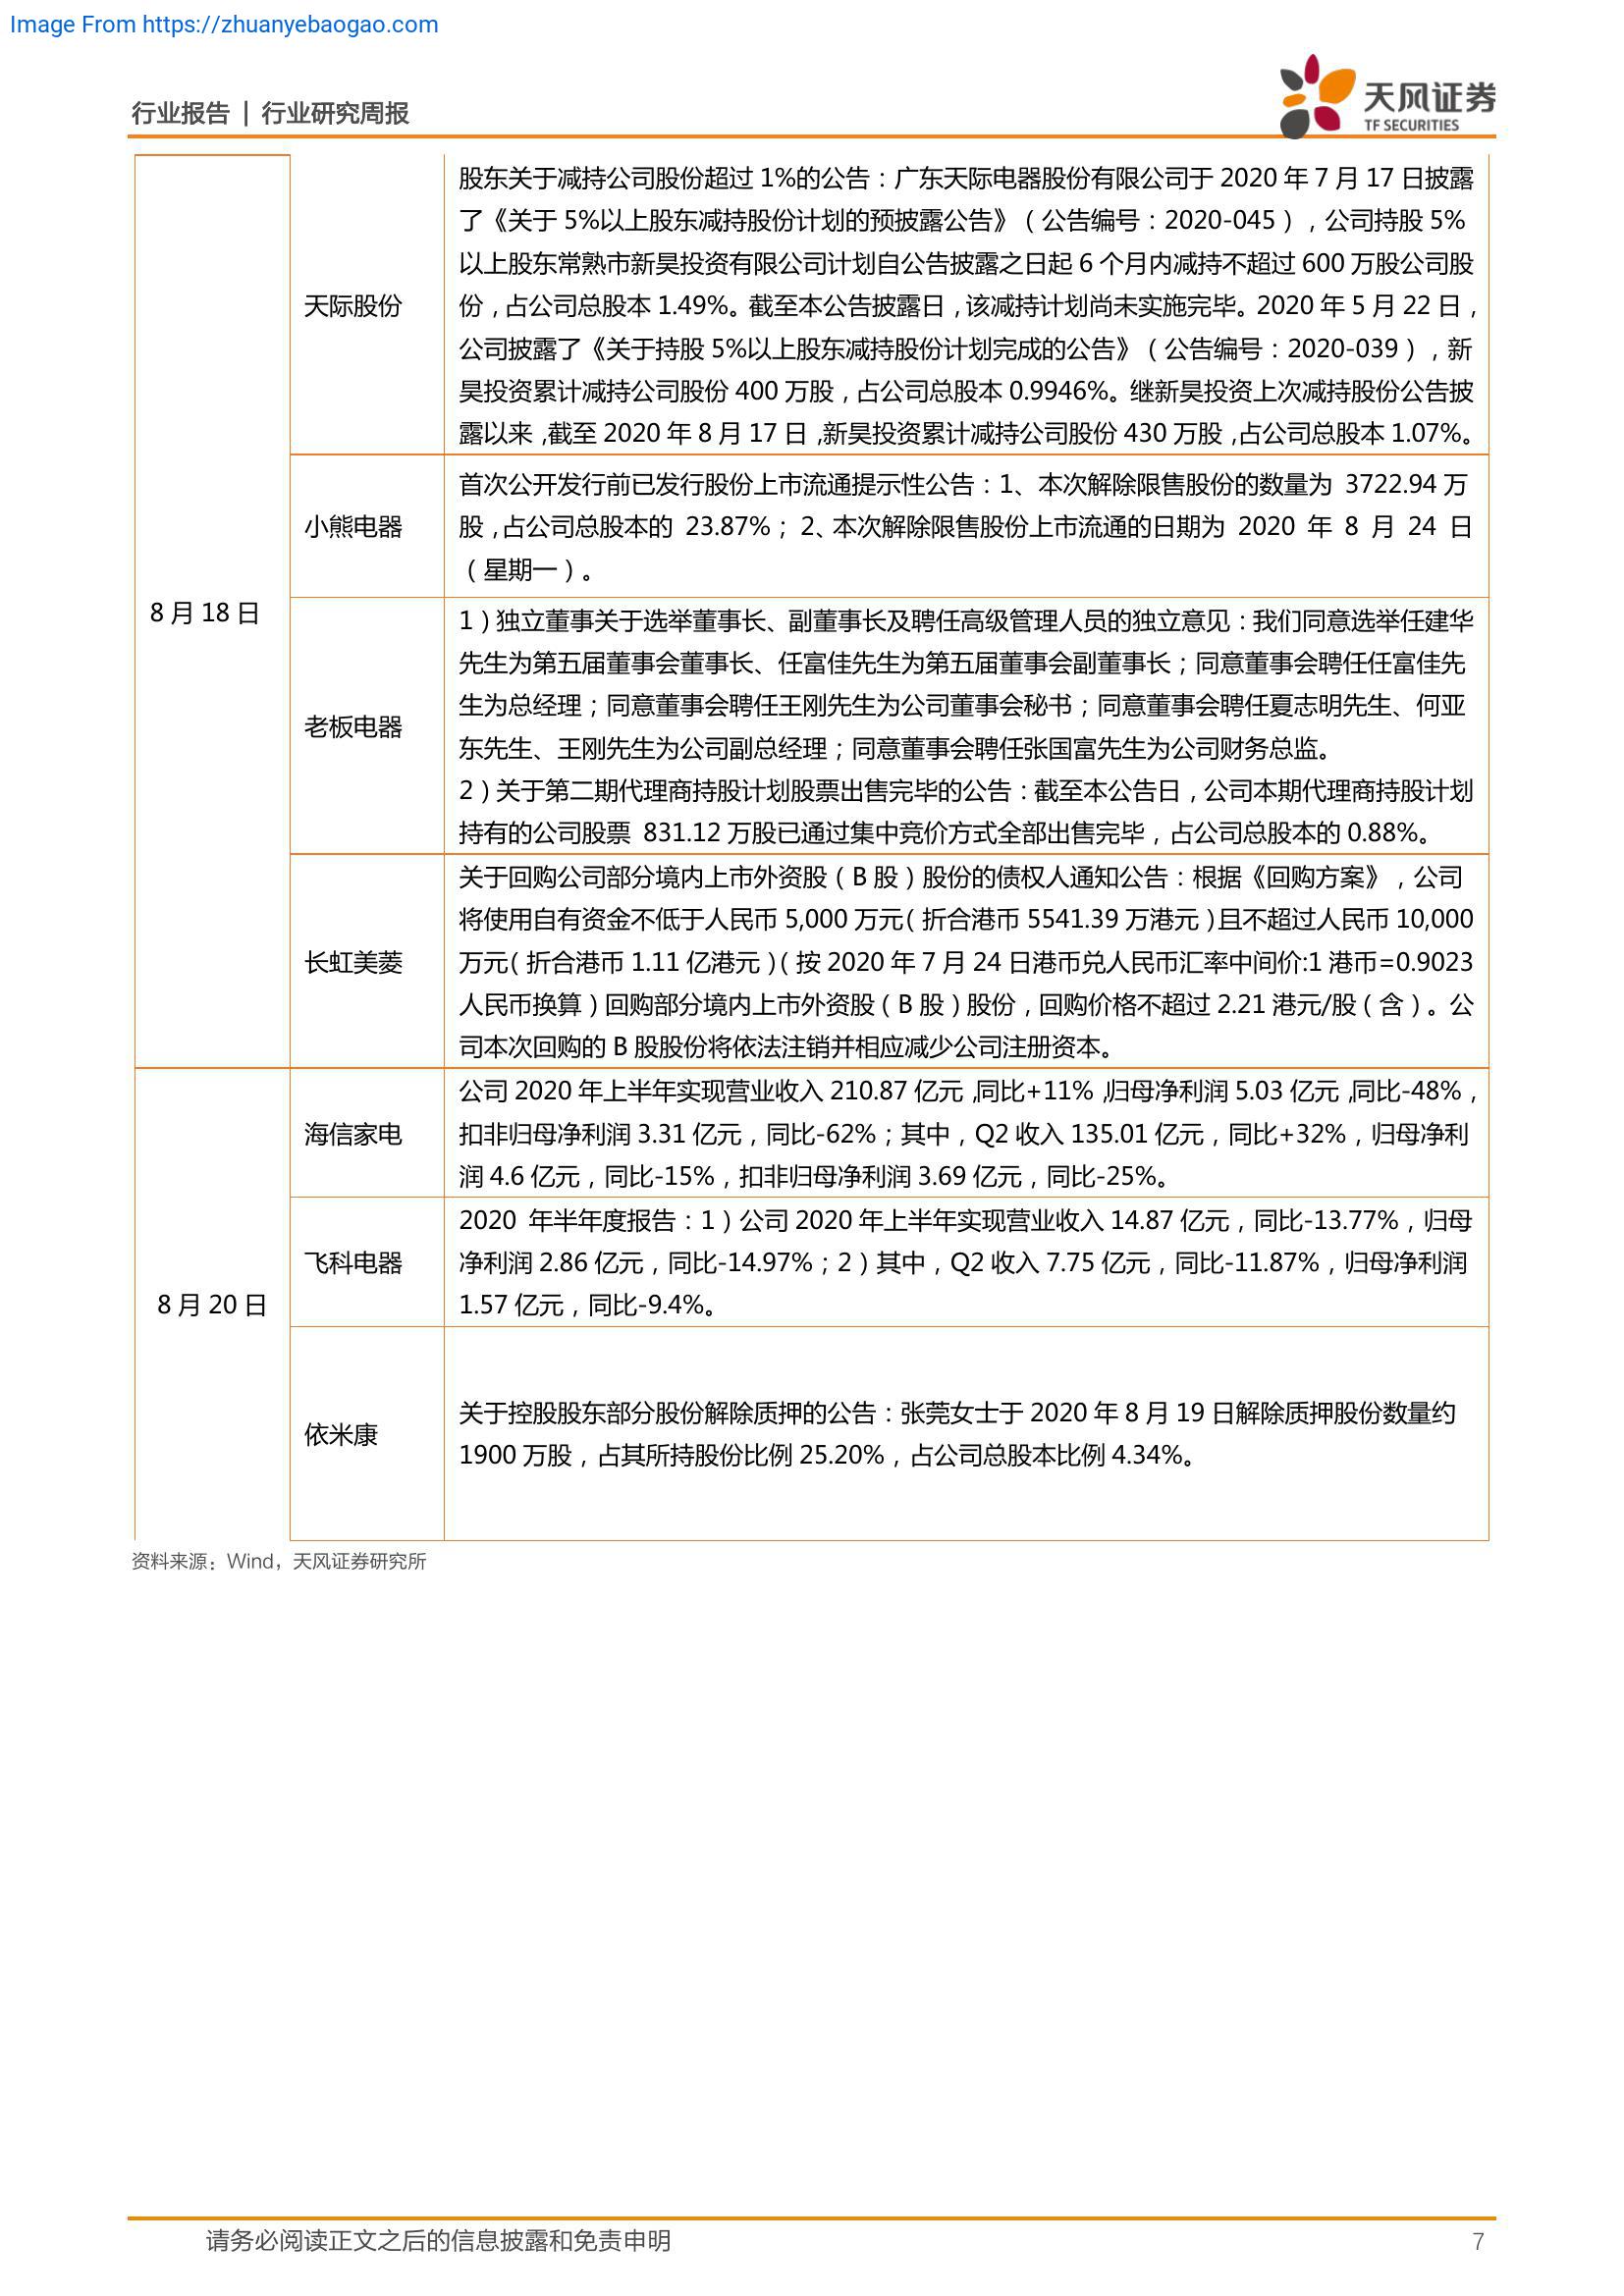 Image From https://zhuanyebaogao.com
行业报告 | 行业研究周报
天风证券
TF SECURITIES
8 月 18 日
天际股份
股东关于减持公司股份超过 1%的公告：广东天际电器股份有限公司于 2020 年 7 月 17 日披露
了《关于 5%以上股东减持股份计划的预披露公告》（公告编号：2020-045），公司持股 5%
以上股东常熟市新昊投资有限公司计划自公告披露之日起 6 个月内减持不超过 600 万股公司股
份，占公司总股本 1.49%。截至本公告披露日，该减持计划尚未实施完毕。2020 年 5 月 22 日，
公司披露了《关于持股 5%以上股东减持股份计划完成的公告》（公告编号：2020-039），新
昊投资累计减持公司股份 400 万股，占公司总股本 0.9946%。继新昊投资上次减持股份公告披
露以来，截至 2020 年 8 月 17 日，新昊投资累计减持公司股份 430 万股，占公司总股本 1.07%。
小熊电器
首次公开发行前已发行股份上市流通提示性公告：1、本次解除限售股份的数量为 3722.94 万
股，占公司总股本的 23.87%；2、本次解除限售股份上市流通的日期为 2020 年 8 月 24 日
（星期一）。
老板电器
1）独立董事关于选举董事长、副董事长及聘任高级管理人员的独立意见：我们同意选举任建华
先生为第五届董事会董事长、任富佳先生为第五届董事会副董事长；同意董事会聘任任富佳先
生为总经理；同意董事会聘任王刚先生为公司董事会秘书；同意董事会聘任夏志明先生、何亚
东先生、王刚先生为公司副总经理；同意董事会聘任张国富先生为公司财务总监。
2）关于第二期代理商持股计划股票出售完毕的公告：截至本公告日，公司本期代理商持股计划
持有的公司股票 831.12 万股已通过集中竞价方式全部出售完毕，占公司总股本的 0.88%。
长虹美菱
关于回购公司部分境内上市外资股（B 股）股份的债权人通知公告：根据《回购方案》，公司
将使用自有资金不低于人民币 5,000 万元（折合港币 5541.39 万港元）且不超过人民币 10,000
万元（折合港币 1.11 亿港元）（按 2020 年 7 月 24 日港币兑人民币汇率中间价:1 港币=0.9023
人民币换算）回购部分境内上市外资股（B 股）股份，回购价格不超过 2.21 港元/股（含）。公
司本次回购的 B 股股份将依法注销并相应减少公司注册资本。
8 月 20 日
海信家电
公司 2020 年上半年实现营业收入 210.87 亿元，同比+11%，归母净利润 5.03 亿元，同比-48%，
扣非归母净利润 3.31 亿元，同比-62%；其中，Q2 收入 135.01 亿元，同比+32%，归母净利
润 4.6 亿元，同比-15%，扣非归母净利润 3.69 亿元，同比-25%。
飞科电器
2020 年半年度报告：1）公司 2020 年上半年实现营业收入 14.87 亿元，同比-13.77%，归母
净利润 2.86 亿元，同比-14.97%；2）其中，Q2 收入 7.75 亿元，同比-11.87%，归母净利润
1.57 亿元，同比-9.4%。
依米康
关于控股股东部分股份解除质押的公告：张菀女士于 2020 年 8 月 19 日解除质押股份数量约
1900 万股，占其所持股份比例 25.20%，占公司总股本比例 4.34%。
资料来源：Wind，天风证券研究所
请务必阅读正文之后的信息披露和免责申明
7